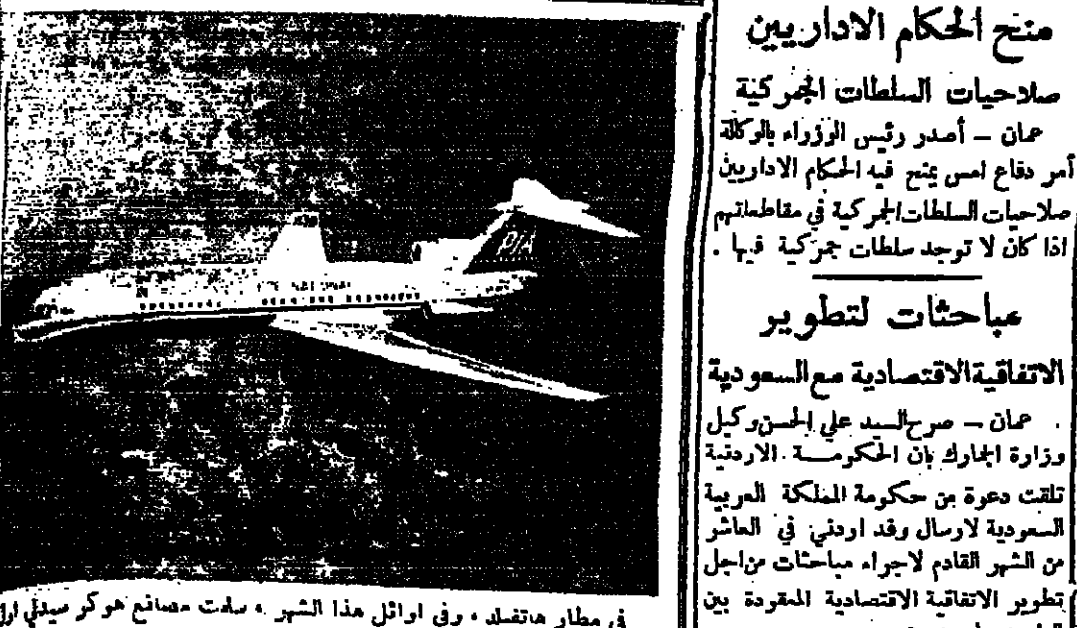 منح الحكام الاداريين
صلاحيات السلطات الجمركية
عمان – أصدر رئيس الوزراء بالوكالة
أمر دفاع امس يمنح فيه الحكام الاداريين
صلاحيات السلطات الجمركية في مقاطعاتهم
اذا كان لا توجد سلطات جمركية فيها .
مباحثات لتطوير
الاتفاقية الاقتصادية مع السعودية
عمان – صرح السيد علي الحسن وكيل
وزارة الجمارك بان الحكومة الاردنية
تلقت دعوة من حكومة المملكة العربية
السعودية لارسال وفد اردني في العاشر
من الشهر القادم لاجراء مباحثات من اجل
تطوير الاتفاقية الاقتصادية المعقودة بين
PIA
في مطار هاتفيلد ، وفي اوائل هذا الشهر ، سلمت مصانع هوكر سيدلي اول